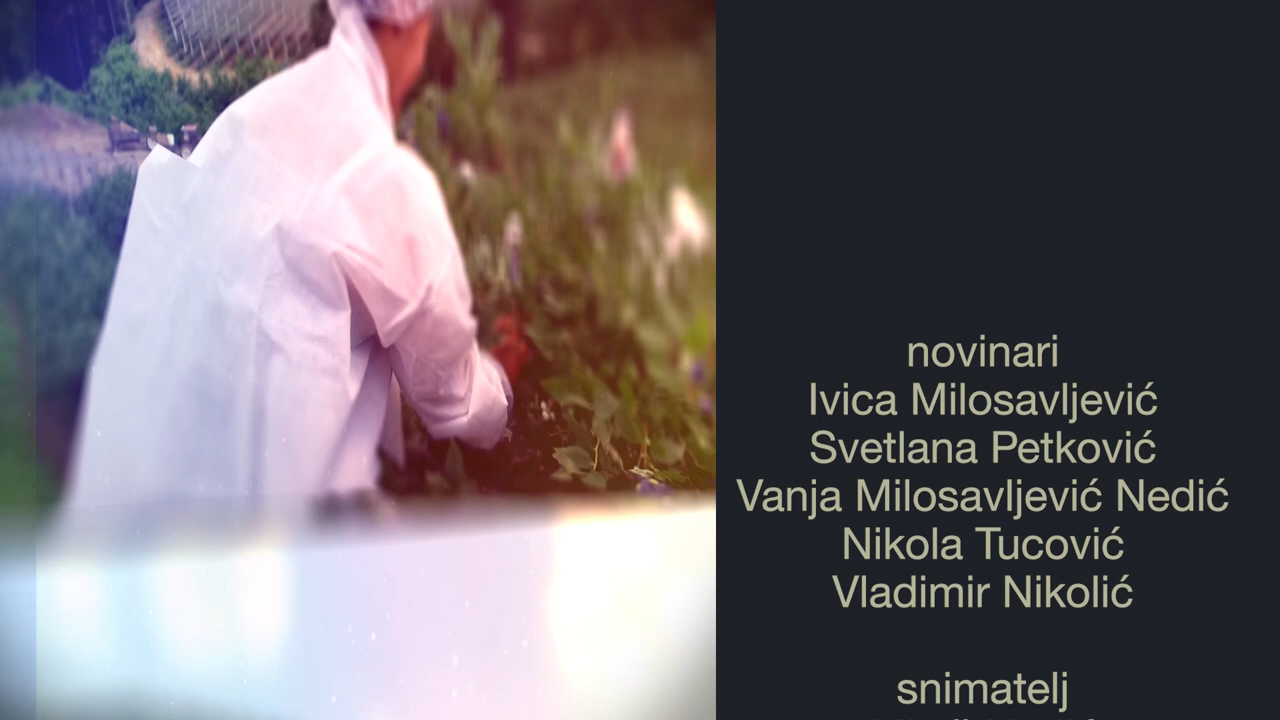 novinari
Ivica Milosavljević
Svetlana Petković
Vanja Milosavljević Nedić
Nikola Tucović
Vladimir Nikolić
snimatelj